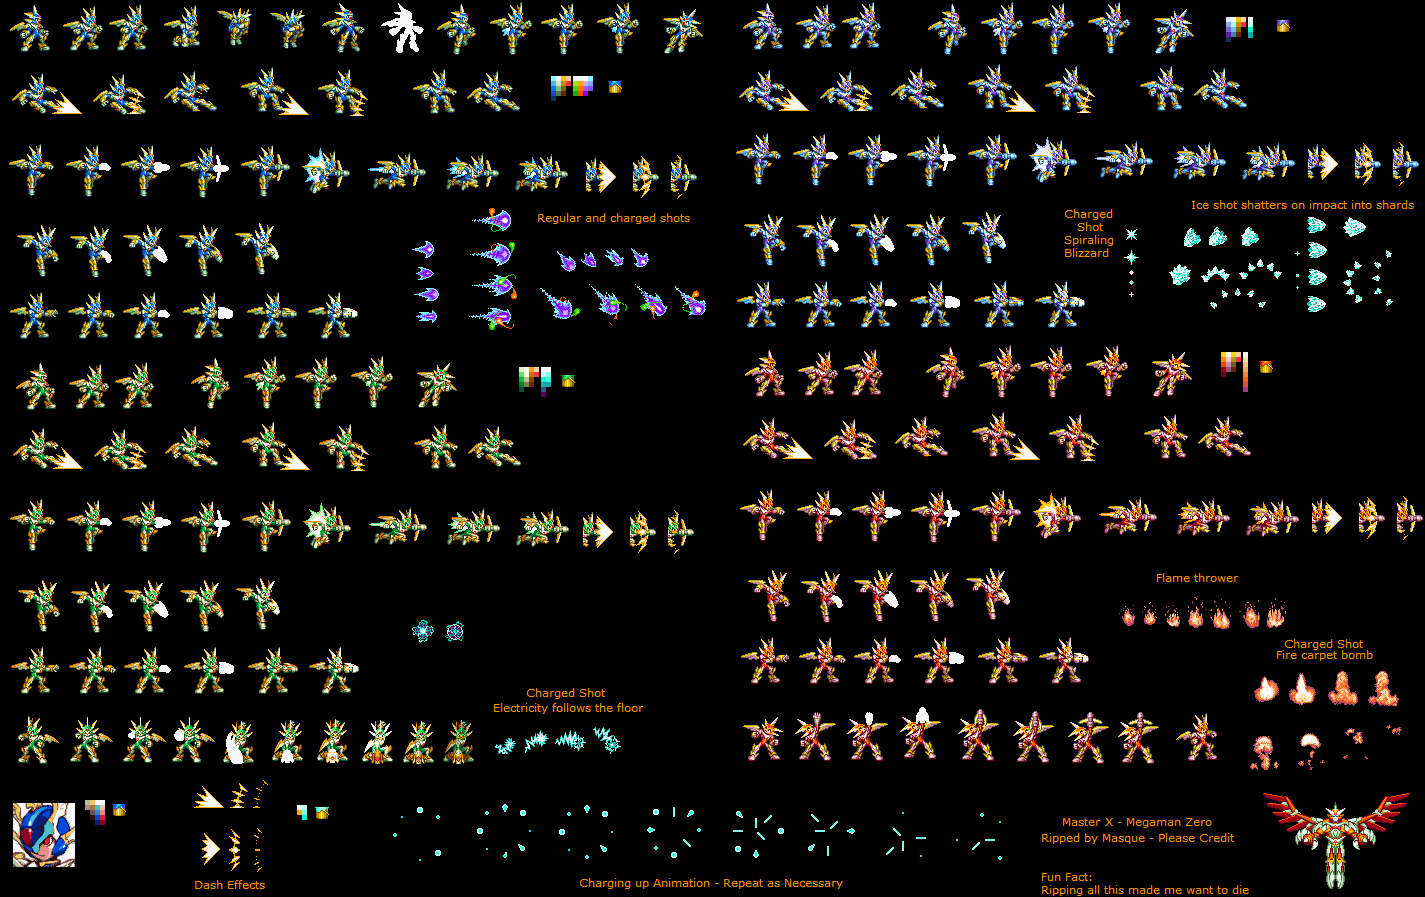 Regular and charged shots
Charged
Shot
Spiraling
Blizzard
Ice shot shatters on impact into shards
Flame thrower
Charged Shot
Fire carpet bomb
Charged Shot
Electricity follows the floor
Dash Effects
Charging up Animation - Repeat as Necessary
Master X - Megaman Zero
Ripped by Masque - Please Credit
Fun Fact:
Ripping all this made me want to die